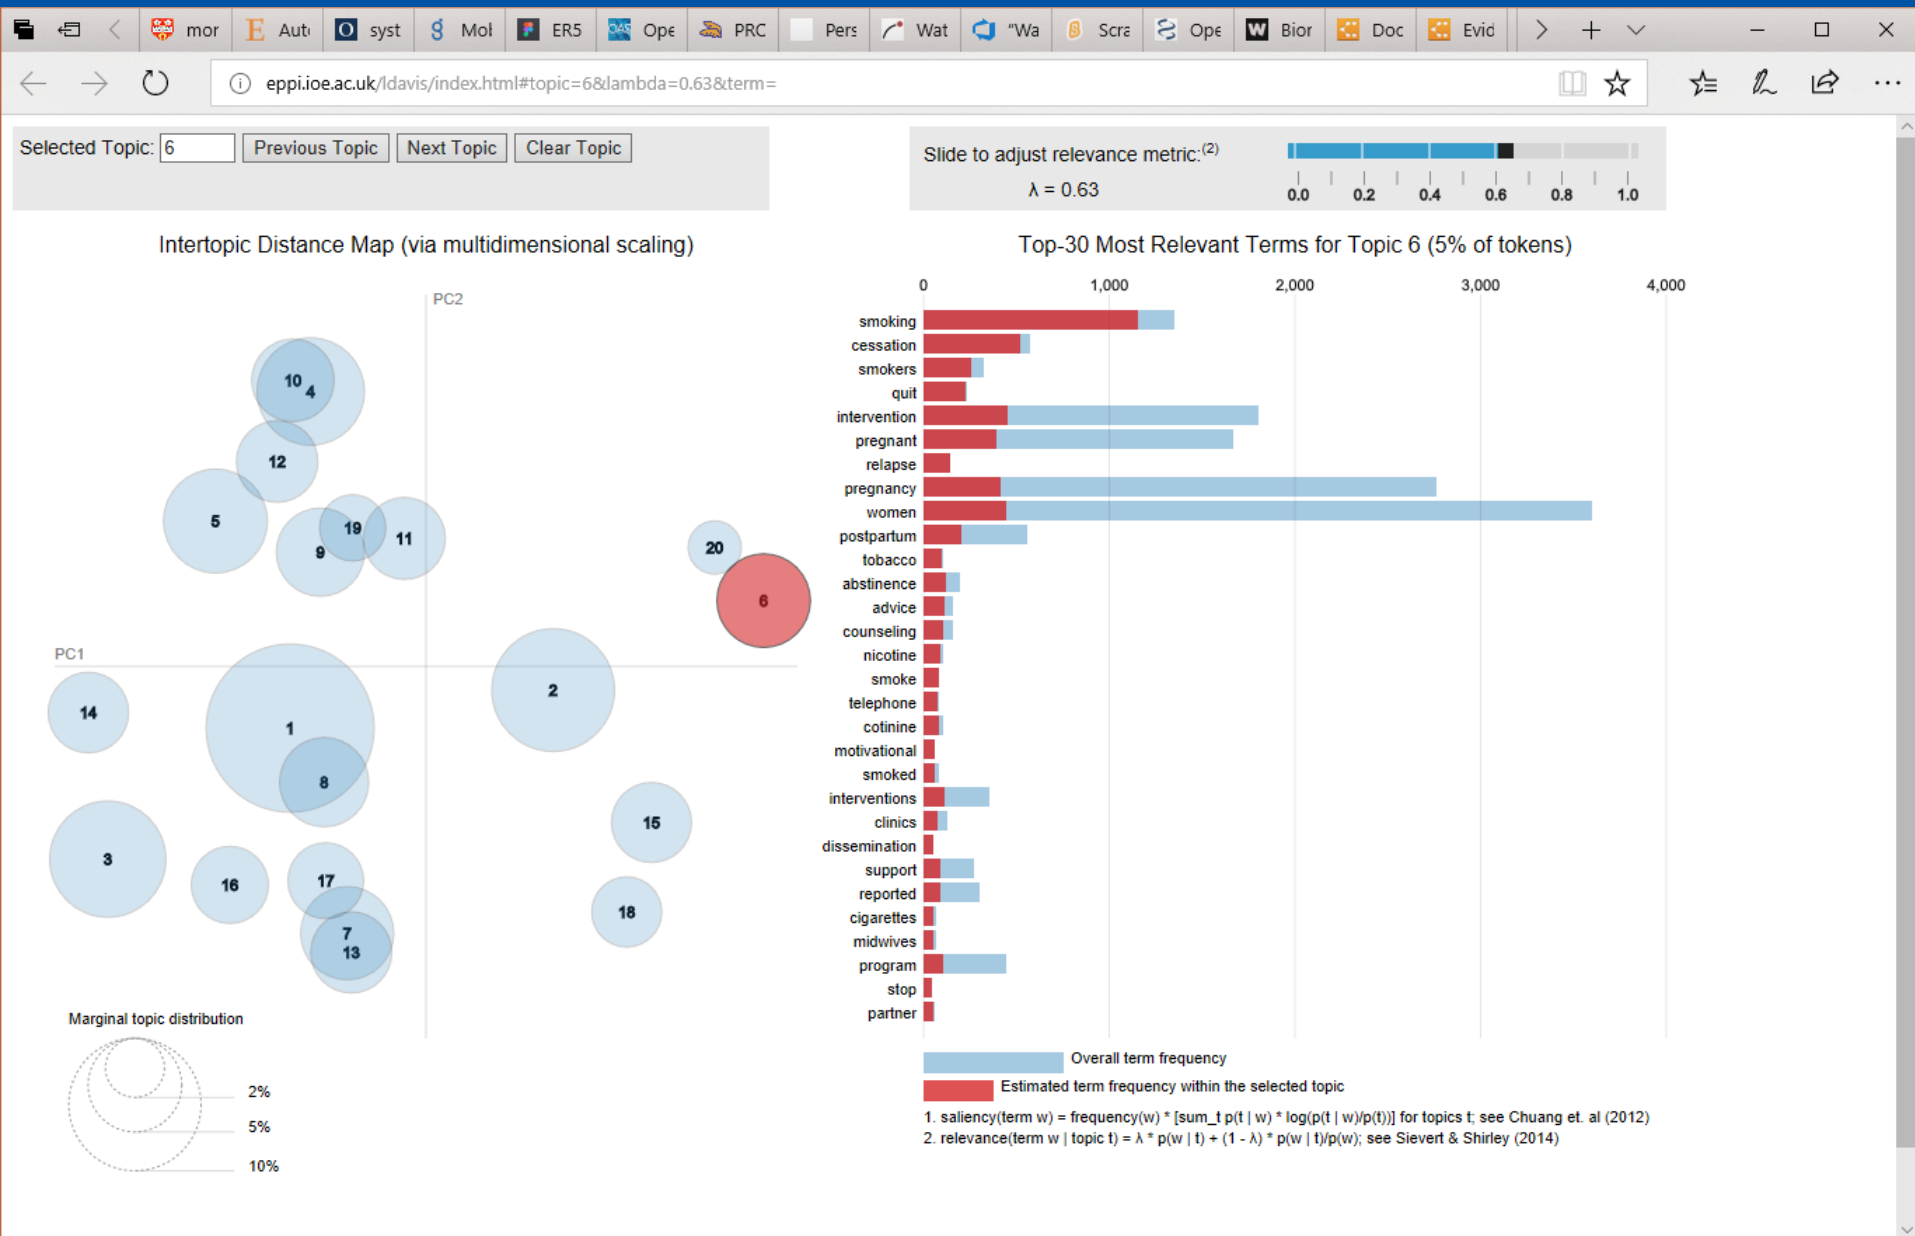 mor
Aut
syst
Mol
ER5
OAS Ope
PRC
Pers
Wat
"Wa
Scra
Ope
W Bior
Doc
Evid
eppi.ioe.ac.uk/ldavis/index.html#topic=6&lambda=0.63&term=
Selected Topic: 6 Previous Topic Next Topic Clear Topic
Slide to adjust relevance metric:(2)
λ = 0.63
0.0 0.2 0.4 0.6 0.8 1.0
Intertopic Distance Map (via multidimensional scaling)
PC2
PC1
10
4
12
5
19
9
11
20
6
2
14
1
8
3
16
17
7
13
15
18
Marginal topic distribution
2%
5%
10%
Top-30 Most Relevant Terms for Topic 6 (5% of tokens)
0 1,000 2,000 3,000 4,000
smoking
cessation
smokers
quit
intervention
pregnant
relapse
pregnancy
women
postpartum
tobacco
abstinence
advice
counseling
nicotine
smoke
telephone
cotinine
motivational
smoked
interventions
clinics
dissemination
support
reported
cigarettes
midwives
program
stop
partner
Overall term frequency
Estimated term frequency within the selected topic
1. saliency(term w) = frequency(w) * [sum_t p(t | w) * log(p(t | w)/p(t))] for topics t; see Chuang et. al (2012)
2. relevance(term w | topic t) = λ * p(w | t) + (1 - λ) * p(w | t)/p(w); see Sievert & Shirley (2014)